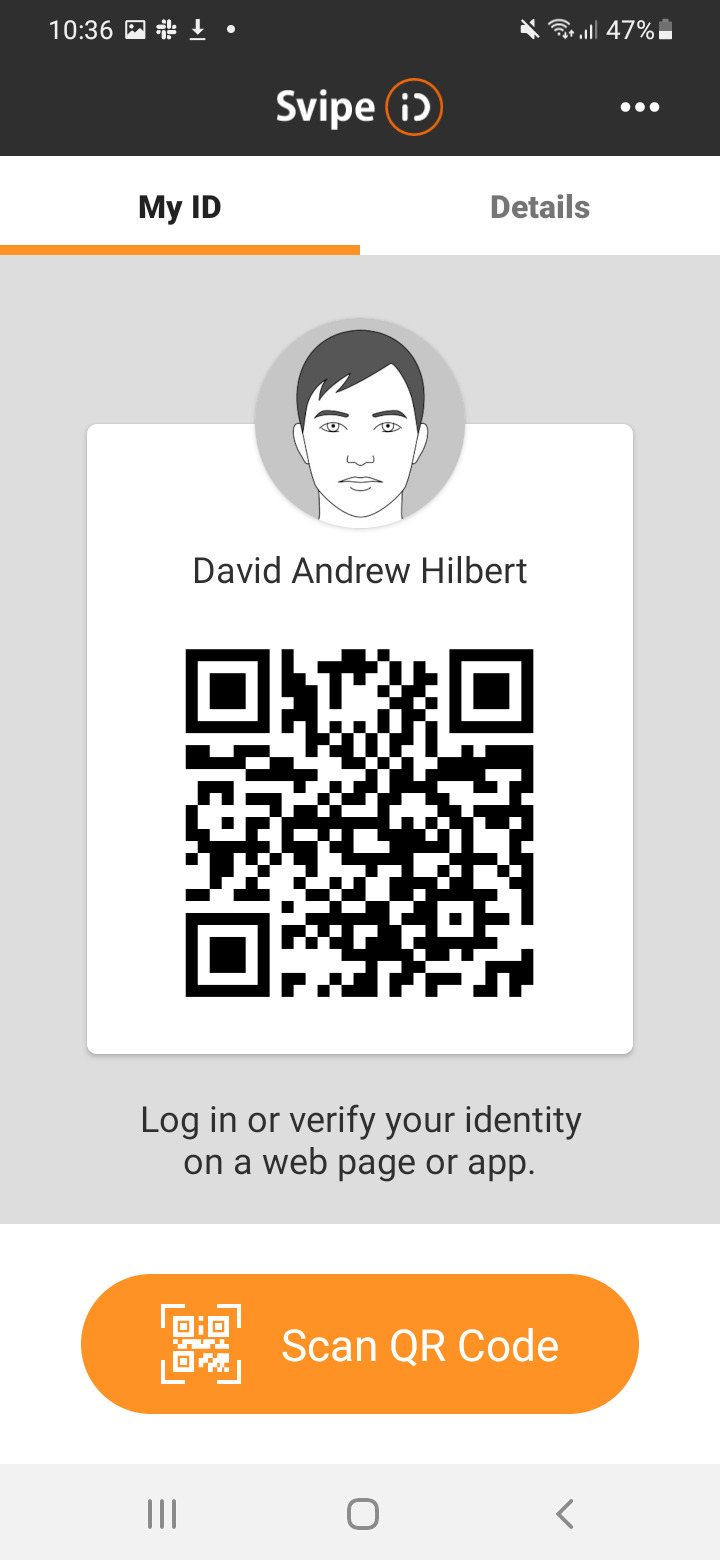 10:36 47%
Svipe iD
My ID Details
David Andrew Hilbert
Log in or verify your identity
on a web page or app.
Scan QR Code